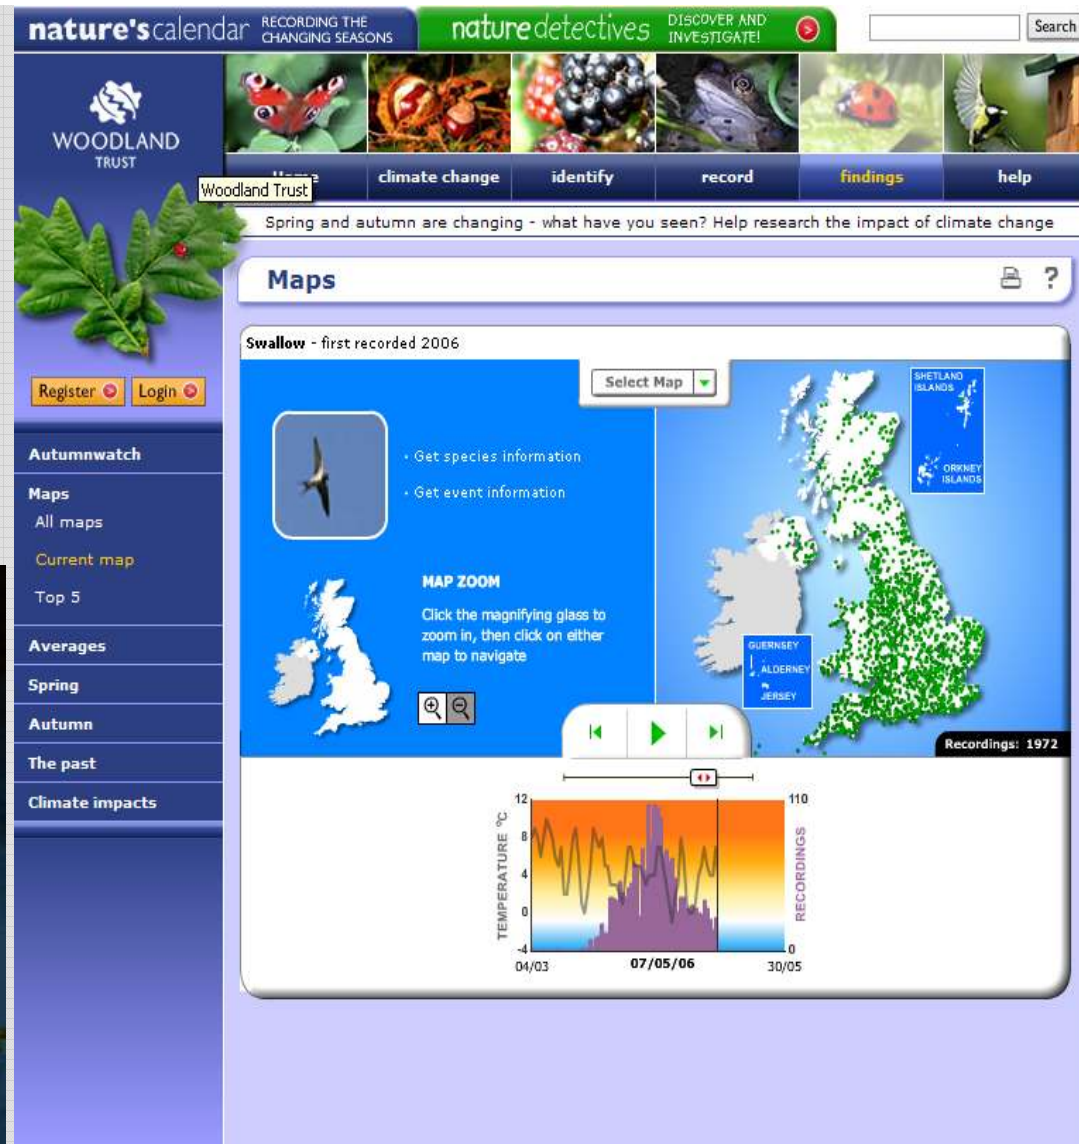 nature's calendar RECORDING THE CHANGING SEASONS
nature detectives DISCOVER AND INVESTIGATE!
Search
WOODLAND TRUST
Woodland Trust
climate change
identify
record
findings
help
Spring and autumn are changing - what have you seen? Help research the impact of climate change
Maps
?
Register
Login
Autumnwatch
Maps
All maps
Current map
Top 5
Averages
Spring
Autumn
The past
Climate impacts
Swallow - first recorded 2006
Select Map
Get species information
Get event information
MAP ZOOM
Click the magnifying glass to
zoom in, then click on either
map to navigate
SHETLAND
ISLANDS
ORKNEY
ISLANDS
GUERNSEY
ALDERNEY
JERSEY
Recordings: 1972
TEMPERATURE °C
12
8
4
0
-4
110
0
RECORDINGS
04/03
07/05/06
30/05